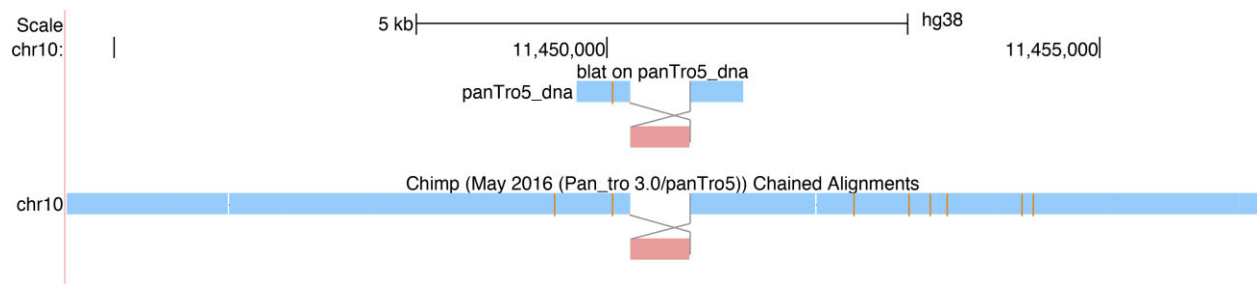 Scale 5 kb hg38
chr10: 11,450,000 11,455,000
blat on panTro5_dna
panTro5_dna
Chimp (May 2016 (Pan_tro 3.0/panTro5)) Chained Alignments
chr10